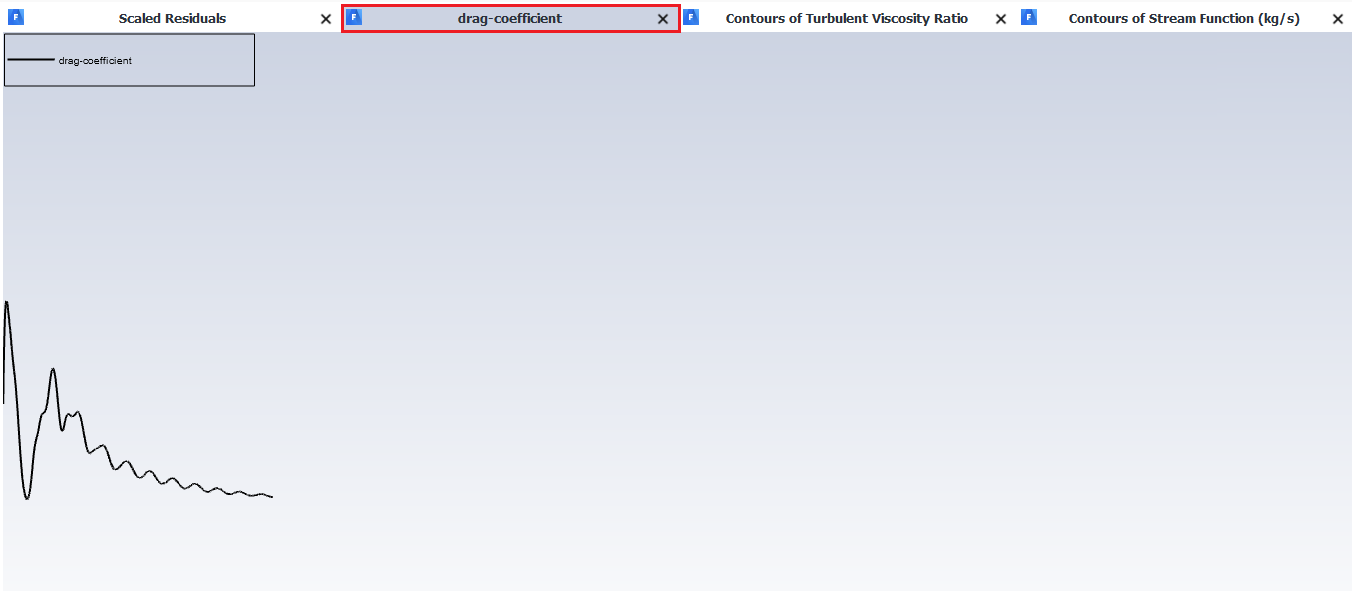 Scaled Residuals
drag-coefficient
Contours of Turbulent Viscosity Ratio
Contours of Stream Function (kg/s)
drag-coefficient